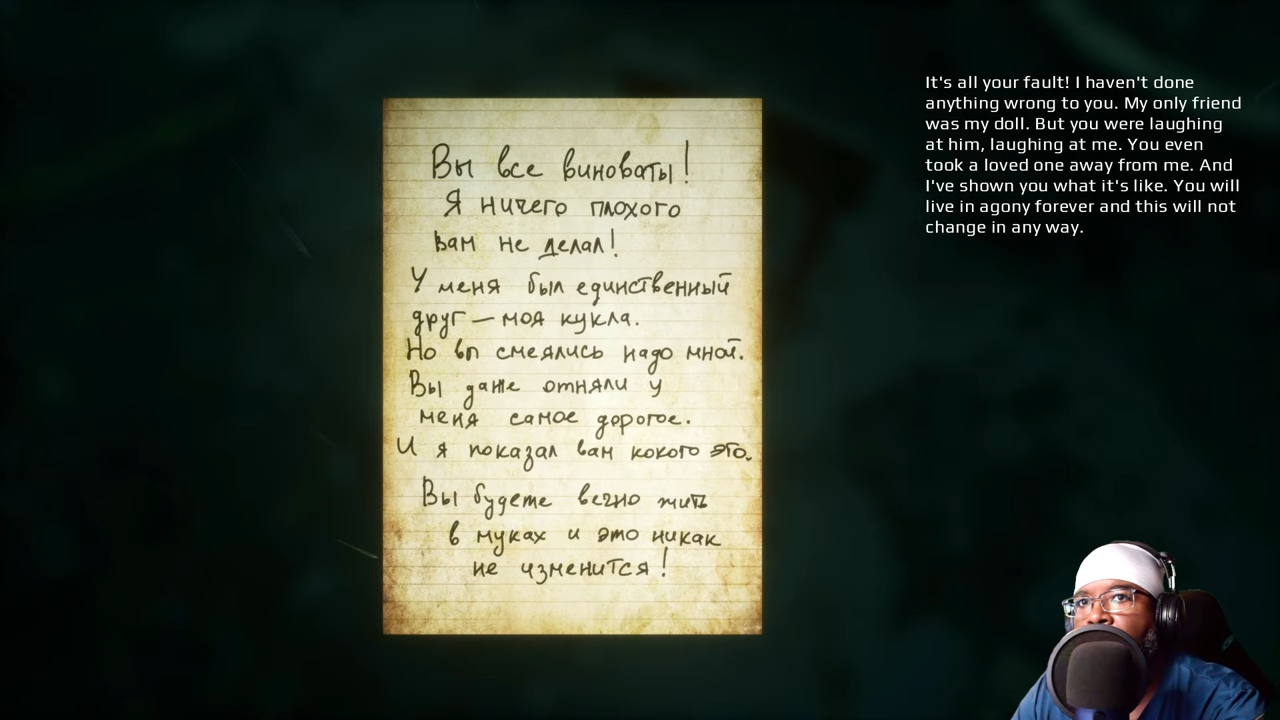 Вы все виноваты!
Я ничего плохого
вам не делал!
У меня был единственный
друг — моя кукла.
Но вы смеялись надо мной.
Вы даже отняли у
меня самое дорогое.
И я показал вам кокого это.
Вы будете вечно жить
в муках и это никак
не изменится!
It's all your fault! I haven't done
anything wrong to you. My only friend
was my doll. But you were laughing
at him, laughing at me. You even
took a loved one away from me. And
I've shown you what it's like. You will
live in agony forever and this will not
change in any way.